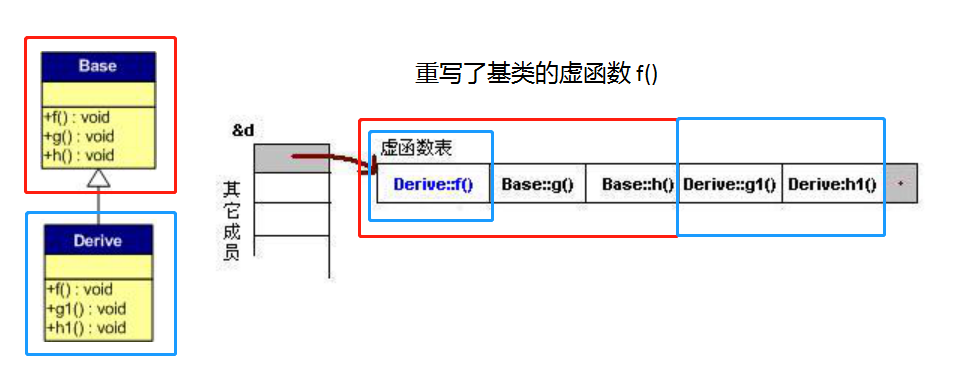 Base
+f() : void
+g() : void
+h() : void
Derive
+f() : void
+g1() : void
+h1() : void
重写了基类的虚函数 f()
&d
虚函数表
Derive::f() Base::g() Base::h() Derive::g1() Derive:h1()
其它成员